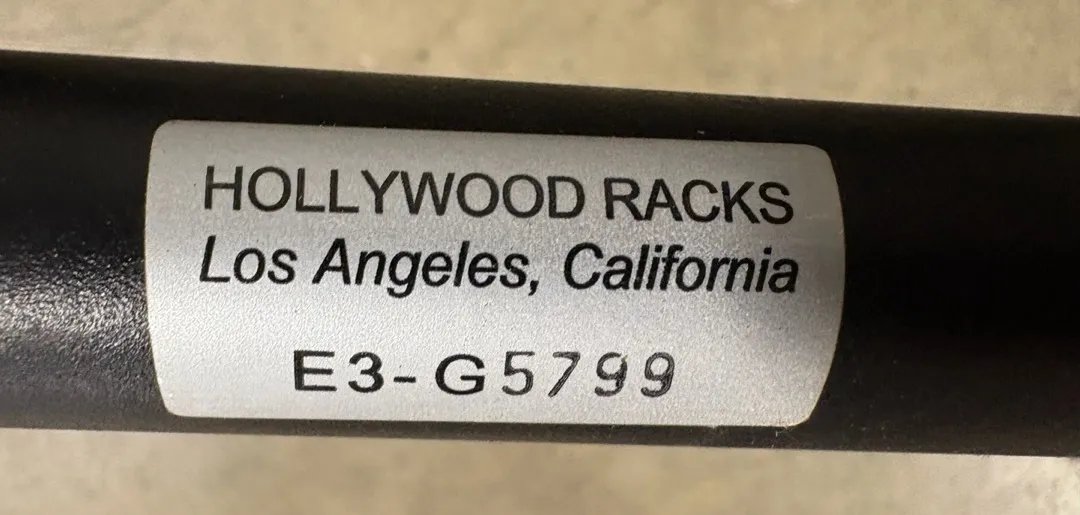 HOLLYWOOD RACKS
Los Angeles, California
E3-G5799